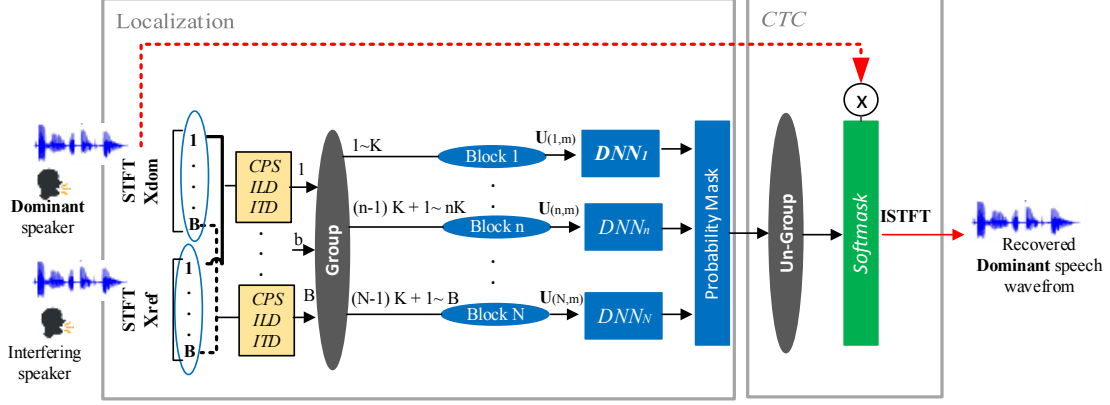 Localization
CTC
Dominant
speaker
STFT
Xdom
1
B
CPS
ILD
ITD
1
b
Group
1~K
Block 1
U(1,m)
DNN1
(n-1) K + 1~ nK
Block n
U(n,m)
DNNn
Interfering
speaker
STFT
Xref
1
B
CPS
ILD
ITD
B
(N-1) K + 1~ B
Block N
U(N,m)
DNNN
Probability Mask
Un-Group
X
Softmask
ISTFT
Recovered
Dominant speech
wavefrom